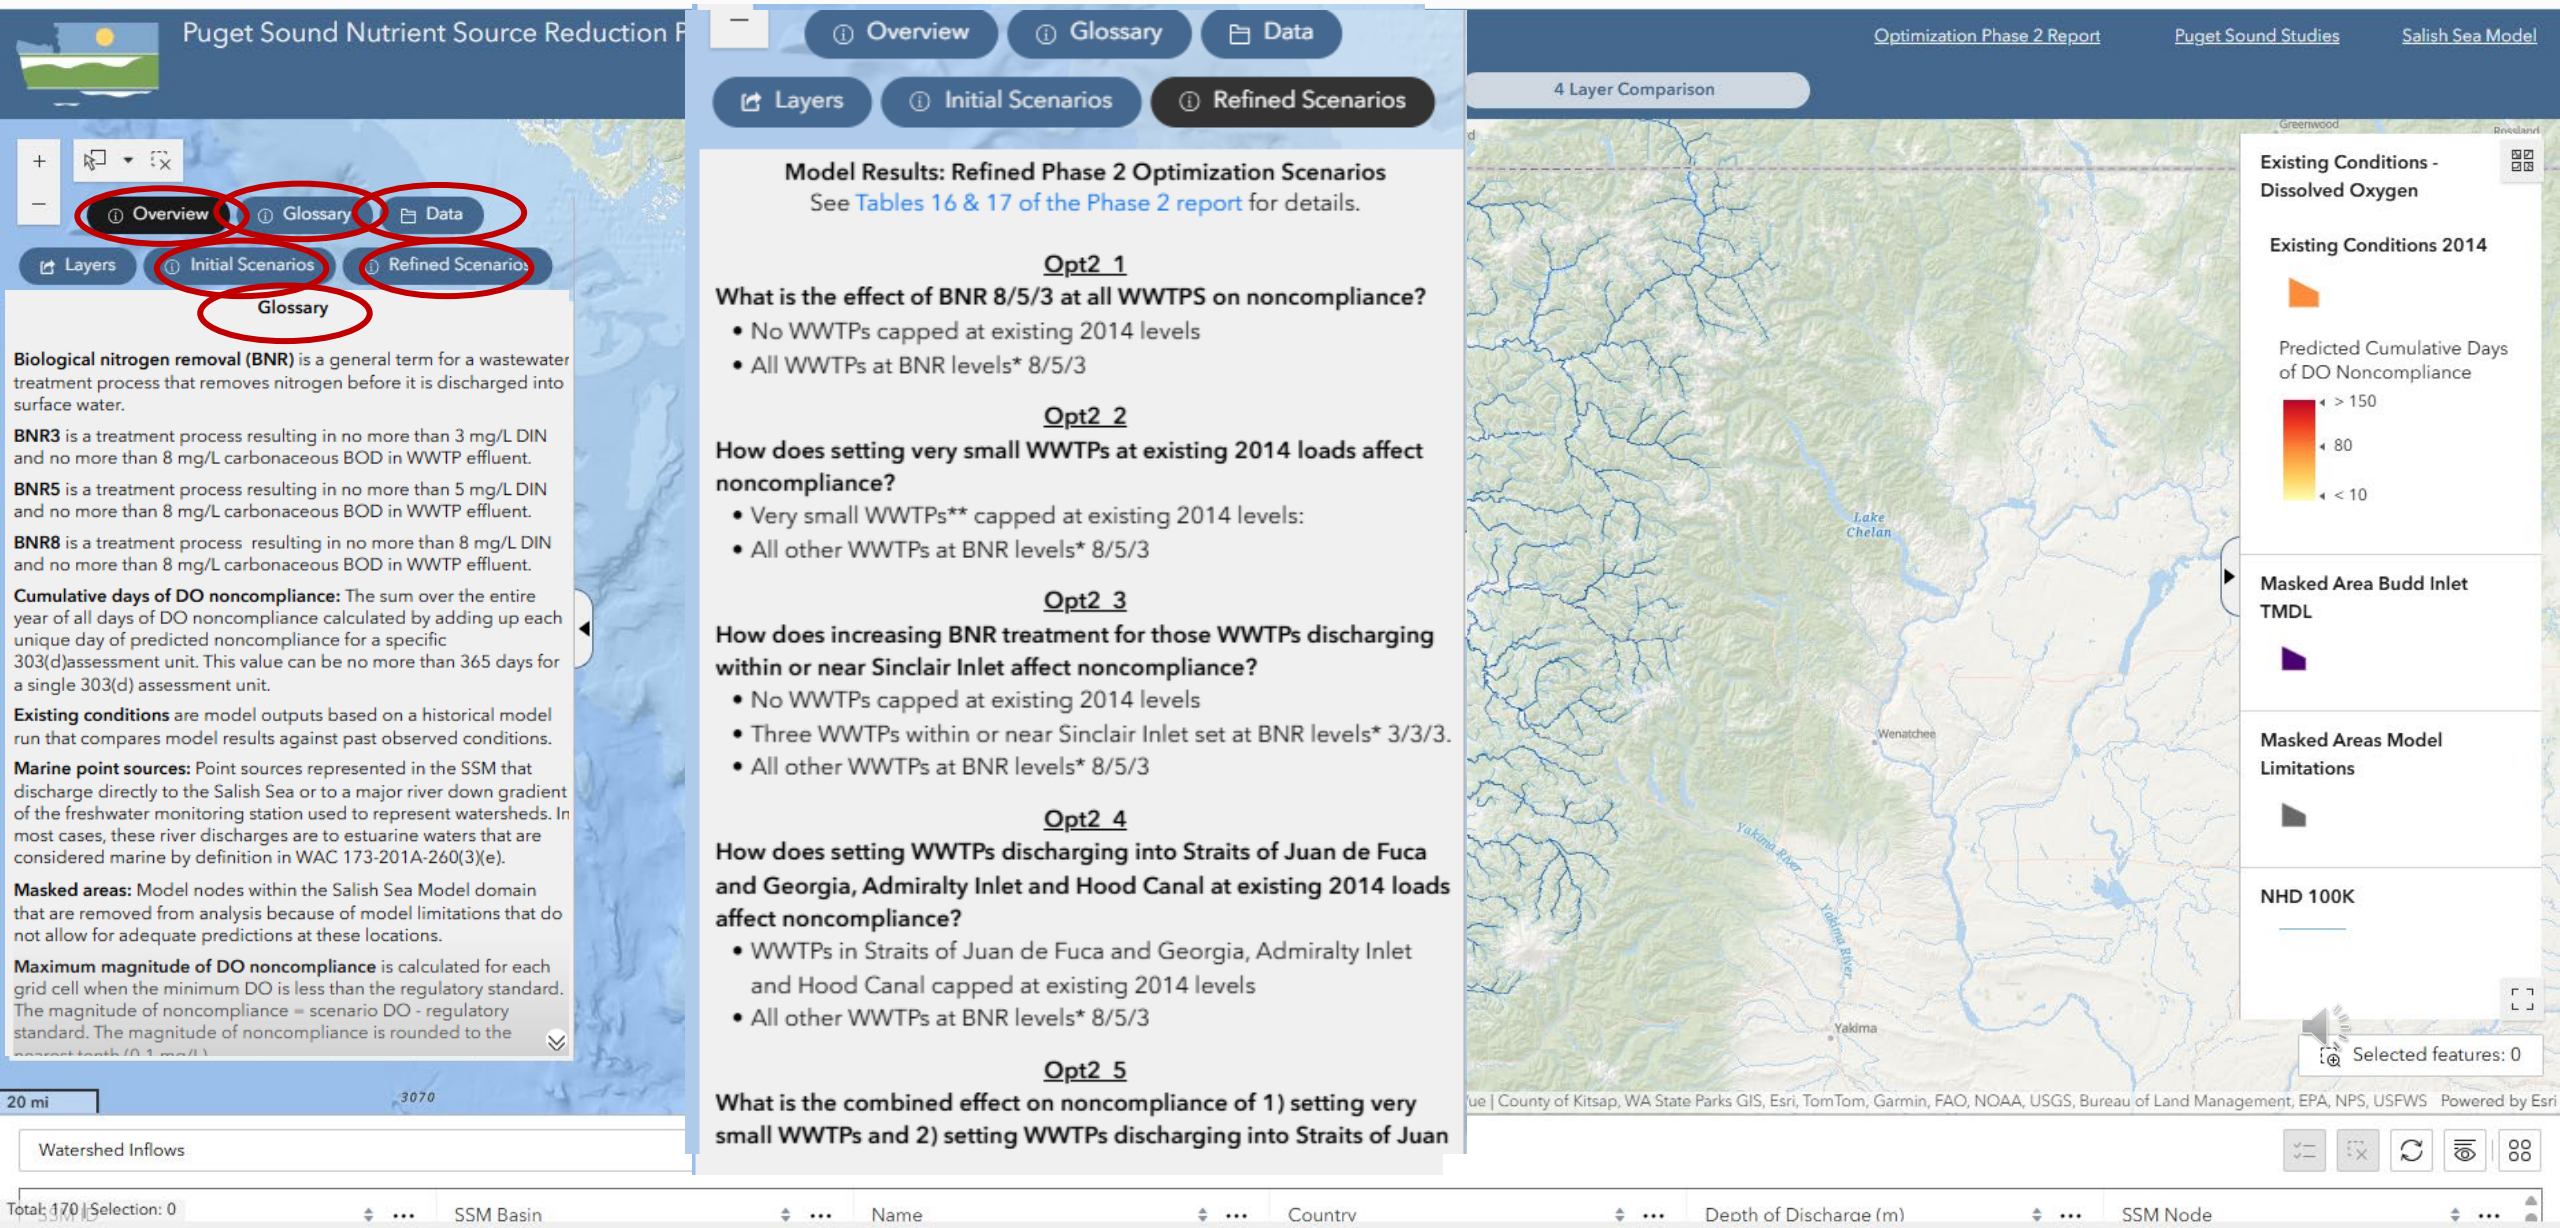 Puget Sound Nutrient Source Reduction P
Optimization Phase 2 Report
Puget Sound Studies
Salish Sea Model
4 Layer Comparison
Overview
Glossary
Data
Layers
Initial Scenarios
Refined Scenarios
Glossary
Biological nitrogen removal (BNR) is a general term for a wastewater
treatment process that removes nitrogen before it is discharged into
surface water.
BNR3 is a treatment process resulting in no more than 3 mg/L DIN
and no more than 8 mg/L carbonaceous BOD in WWTP effluent.
BNR5 is a treatment process resulting in no more than 5 mg/L DIN
and no more than 8 mg/L carbonaceous BOD in WWTP effluent.
BNR8 is a treatment process resulting in no more than 8 mg/L DIN
and no more than 8 mg/L carbonaceous BOD in WWTP effluent.
Cumulative days of DO noncompliance: The sum over the entire
year of all days of DO noncompliance calculated by adding up each
unique day of predicted noncompliance for a specific
303(d)assessment unit. This value can be no more than 365 days for
a single 303(d) assessment unit.
Existing conditions are model outputs based on a historical model
run that compares model results against past observed conditions.
Marine point sources: Point sources represented in the SSM that
discharge directly to the Salish Sea or to a major river down gradient
of the freshwater monitoring station used to represent watersheds. In
most cases, these river discharges are to estuarine waters that are
considered marine by definition in WAC 173-201A-260(3)(e).
Masked areas: Model nodes within the Salish Sea Model domain
that are removed from analysis because of model limitations that do
not allow for adequate predictions at these locations.
Maximum magnitude of DO noncompliance is calculated for each
grid cell when the minimum DO is less than the regulatory standard.
The magnitude of noncompliance = scenario DO - regulatory
standard. The magnitude of noncompliance is rounded to the
nearest tenth (0.1 mg/L)
20 mi
3070
Overview
Glossary
Data
Layers
Initial Scenarios
Refined Scenarios
Model Results: Refined Phase 2 Optimization Scenarios
See Tables 16 & 17 of the Phase 2 report for details.
Opt2_1
What is the effect of BNR 8/5/3 at all WWTPS on noncompliance?
• No WWTPs capped at existing 2014 levels
• All WWTPs at BNR levels* 8/5/3
Opt2_2
How does setting very small WWTPs at existing 2014 loads affect
noncompliance?
• Very small WWTPs** capped at existing 2014 levels:
• All other WWTPs at BNR levels* 8/5/3
Opt2_3
How does increasing BNR treatment for those WWTPs discharging
within or near Sinclair Inlet affect noncompliance?
• No WWTPs capped at existing 2014 levels
• Three WWTPs within or near Sinclair Inlet set at BNR levels* 3/3/3.
• All other WWTPs at BNR levels* 8/5/3
Opt2_4
How does setting WWTPs discharging into Straits of Juan de Fuca
and Georgia, Admiralty Inlet and Hood Canal at existing 2014 loads
affect noncompliance?
• WWTPs in Straits of Juan de Fuca and Georgia, Admiralty Inlet
and Hood Canal capped at existing 2014 levels
• All other WWTPs at BNR levels* 8/5/3
Opt2_5
What is the combined effect on noncompliance of 1) setting very
small WWTPs and 2) setting WWTPs discharging into Straits of Juan
Greenwood
Rossland
Lake
Chelan
Wenatchee
Yakima River
Yakima River
Yakima
Existing Conditions -
Dissolved Oxygen
Existing Conditions 2014
Predicted Cumulative Days
of DO Noncompliance
> 150
80
< 10
Masked Area Budd Inlet
TMDL
Masked Areas Model
Limitations
NHD 100K
Selected features: 0
ue | County of Kitsap, WA State Parks GIS, Esri, TomTom, Garmin, FAO, NOAA, USGS, Bureau of Land Management, EPA, NPS, USFWS Powered by Esri
Watershed Inflows
Total: 170 | Selection: 0
SSM ID
SSM Basin
Name
Country
Depth of Discharge (m)
SSM Node